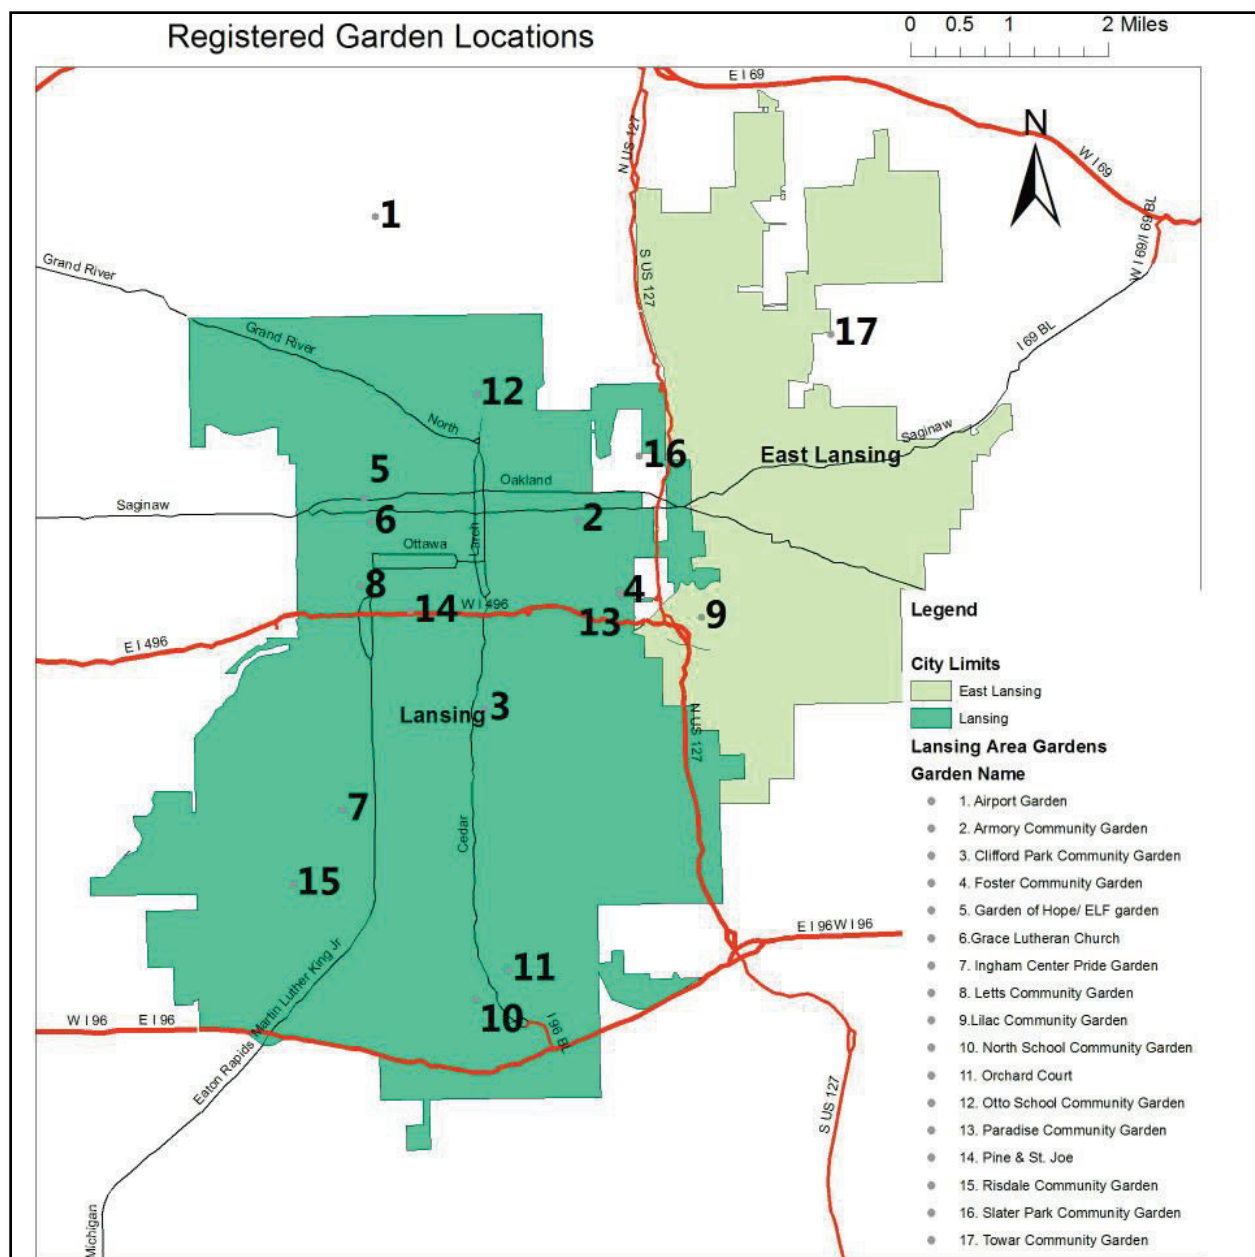 Registered Garden Locations
0 0.5 1 2 Miles
E I 69
N US 127
N
W I 69
1
W I 69/I 69 BL
Grand River
S US 127
Grand River
17
I 69 BL
12
North
Saginaw
16
East Lansing
5
Oakland
Saginaw
6
2
Ottawa
Larch
8
4
14
W I 496
13
9
E I 496
3
Lansing
N US 127
7
Cedar
15
E I 96 W I 96
11
10
I 96 BL
W I 96
E I 96
Martin Luther King Jr
Eaton Rapids
S US 127
Michigan
Legend
City Limits
East Lansing
Lansing
Lansing Area Gardens
Garden Name
1. Airport Garden
2. Armory Community Garden
3. Clifford Park Community Garden
4. Foster Community Garden
5. Garden of Hope/ ELF garden
6.Grace Lutheran Church
7. Ingham Center Pride Garden
8. Letts Community Garden
9.Lilac Community Garden
10. North School Community Garden
11. Orchard Court
12. Otto School Community Garden
13. Paradise Community Garden
14. Pine & St. Joe
15. Risdale Community Garden
16. Slater Park Community Garden
17. Towar Community Garden